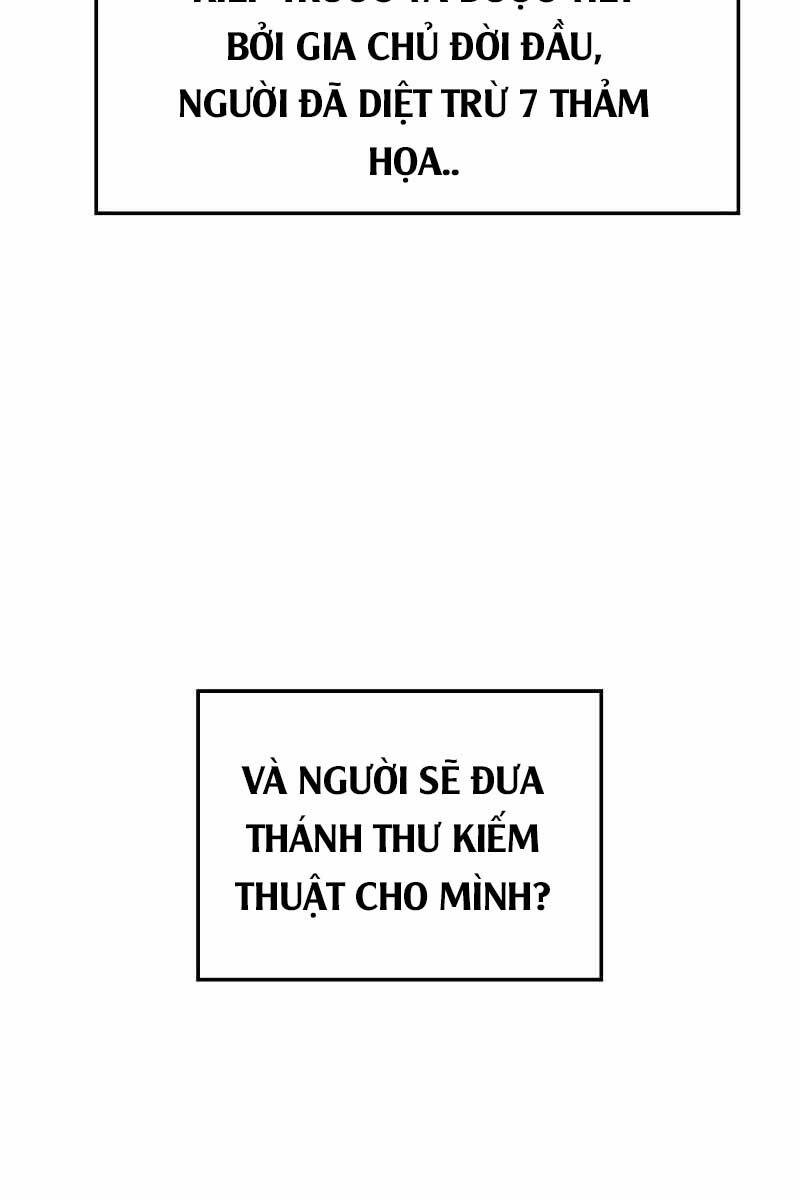 BỞI GIA CHỦ ĐỜI ĐẦU,
NGƯỜI ĐÃ DIỆT TRỪ 7 THẢM
HỌA..
VÀ NGƯỜI SẼ ĐƯA
THÁNH THƯ KIẾM
THUẬT CHO MÌNH?